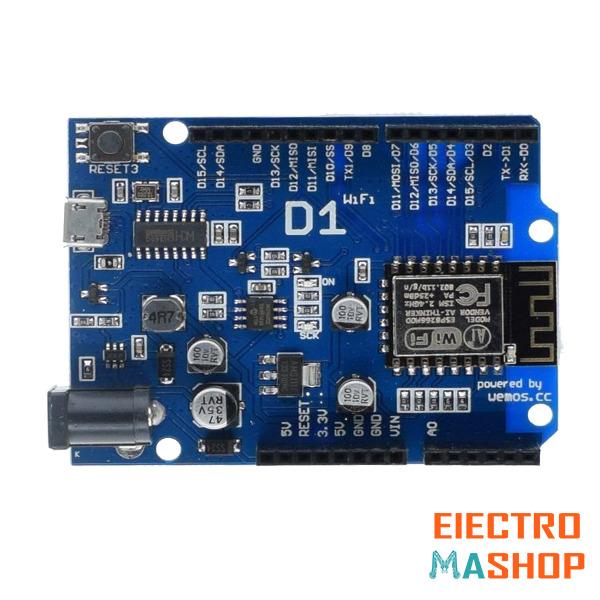 RESET3
D15/SCL
D14/SDA
GND
D13/SCK
D12/MISO
D11/MISI
D10/SS
TX1/D9
D8
D11/MOSI/D7
D12/MISO/D6
D13/SCK/D5
D14/SDA/D4
D15/SCL/D3
D2
TX->D1
RX<-D0
WiFi
D1
4R7
ON
SCK
100
10V
RVT
100
10V
RVT
100
10V
RVT
47
35V
RVT
FC
802.11b/g/n
PA +25dBm
ISM 2.4GHz
MODEL ESP8266MOD
VENDOR AI-THINKER
AI
WiFi
powered by
wemos.cc
5V
RESET
3.3V
5V
GND
GND
VIN
A0
K
ElECTRO
MASHOP